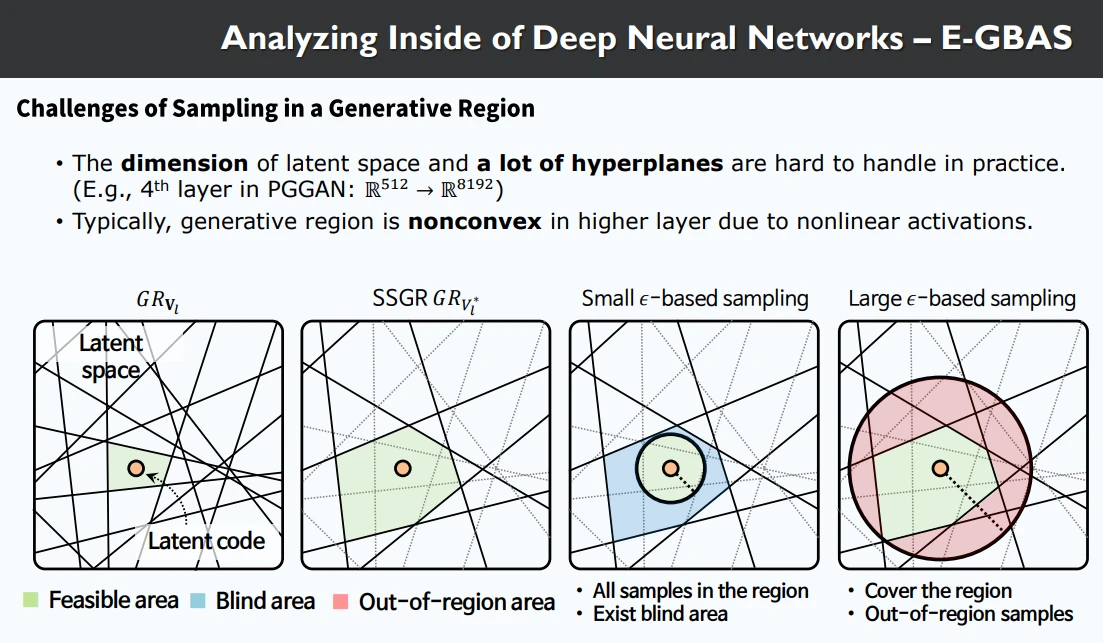 Analyzing Inside of Deep Neural Networks – E-GBAS
Challenges of Sampling in a Generative Region
• The dimension of latent space and a lot of hyperplanes are hard to handle in practice.
(E.g., 4th layer in PGGAN: ℝ⁵¹² → ℝ⁸¹⁹²)
• Typically, generative region is nonconvex in higher layer due to nonlinear activations.
GR_{V_l}
Latent
space
Latent code
SSGR GR_{V_l^*}
Small ϵ-based sampling
Large ϵ-based sampling
Feasible area
Blind area
Out-of-region area
• All samples in the region
• Exist blind area
• Cover the region
• Out-of-region samples